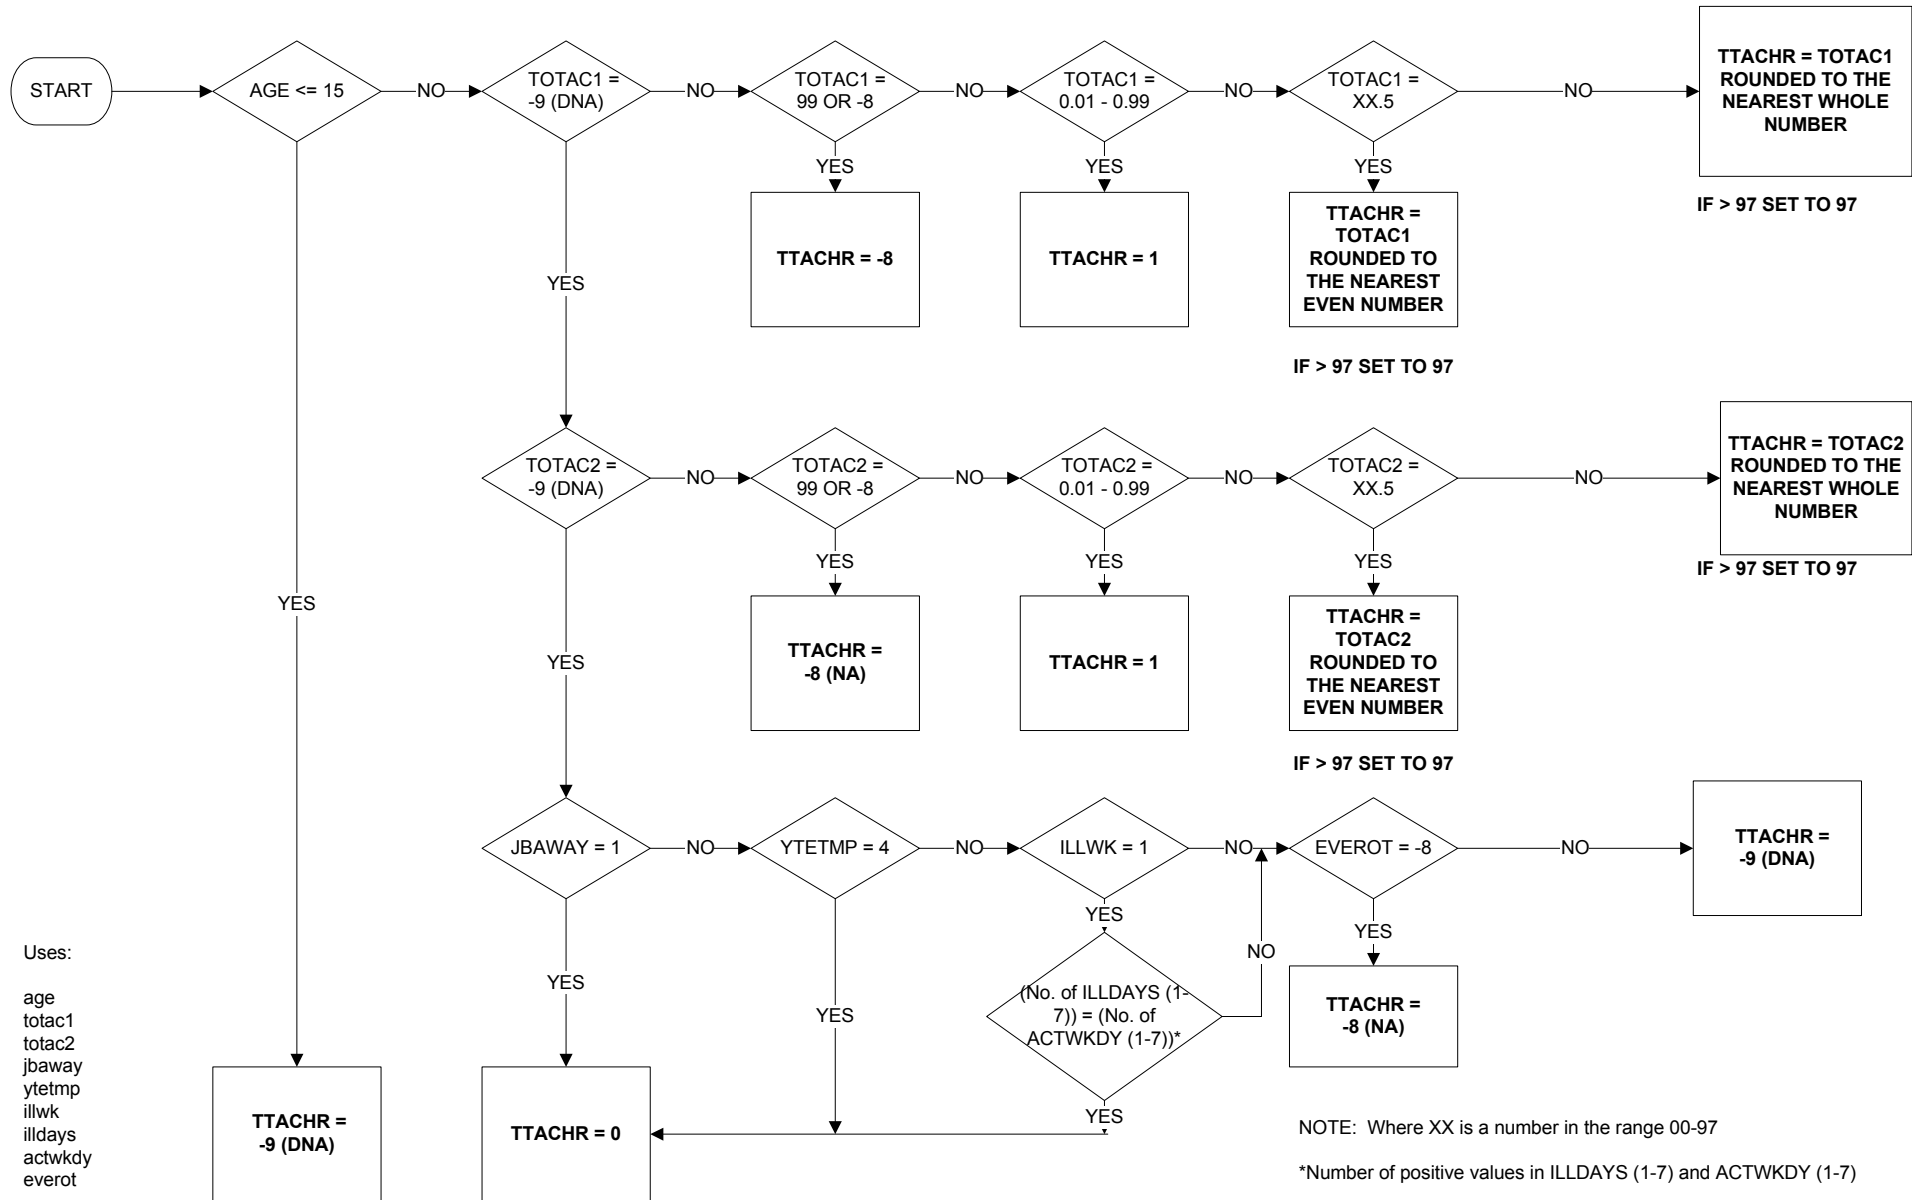 START
AGE <= 15
NO
TOTAC1 =
-9 (DNA)
NO
TOTAC1 =
99 OR -8
NO
TOTAC1 =
0.01 - 0.99
NO
TOTAC1 =
XX.5
NO
TTACHR = TOTAC1
ROUNDED TO THE
NEAREST WHOLE
NUMBER
IF > 97 SET TO 97
YES
YES
YES
TTACHR = -8
TTACHR = 1
TTACHR =
TOTAC1
ROUNDED TO
THE NEAREST
EVEN NUMBER
IF > 97 SET TO 97
YES
TOTAC2 =
-9 (DNA)
NO
TOTAC2 =
99 OR -8
NO
TOTAC2 =
0.01 - 0.99
NO
TOTAC2 =
XX.5
NO
TTACHR = TOTAC2
ROUNDED TO THE
NEAREST WHOLE
NUMBER
IF > 97 SET TO 97
YES
YES
YES
YES
TTACHR =
-8 (NA)
TTACHR = 1
TTACHR =
TOTAC2
ROUNDED TO
THE NEAREST
EVEN NUMBER
IF > 97 SET TO 97
YES
JBAWAY = 1
NO
YTETMP = 4
NO
ILLWK = 1
NO
EVEROT = -8
NO
TTACHR =
-9 (DNA)
YES
YES
NO
YES
YES
(No. of ILLDAYS (1-
7)) = (No. of
ACTWKDY (1-7))*
TTACHR =
-8 (NA)
YES
Uses:
age
totac1
totac2
jbaway
ytetmp
illwk
illdays
actwkdy
everot
TTACHR =
-9 (DNA)
TTACHR = 0
YES
NOTE: Where XX is a number in the range 00-97
*Number of positive values in ILLDAYS (1-7) and ACTWKDY (1-7)